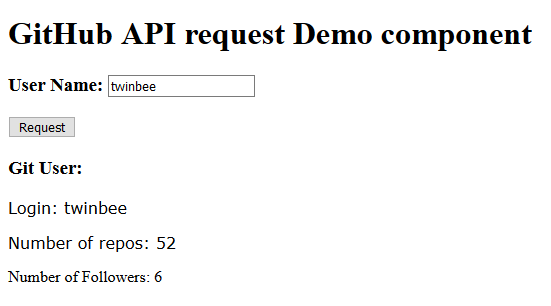 GitHub API request Demo component
User Name: twinbee
Request
Git User:
Login: twinbee
Number of repos: 52
Number of Followers: 6